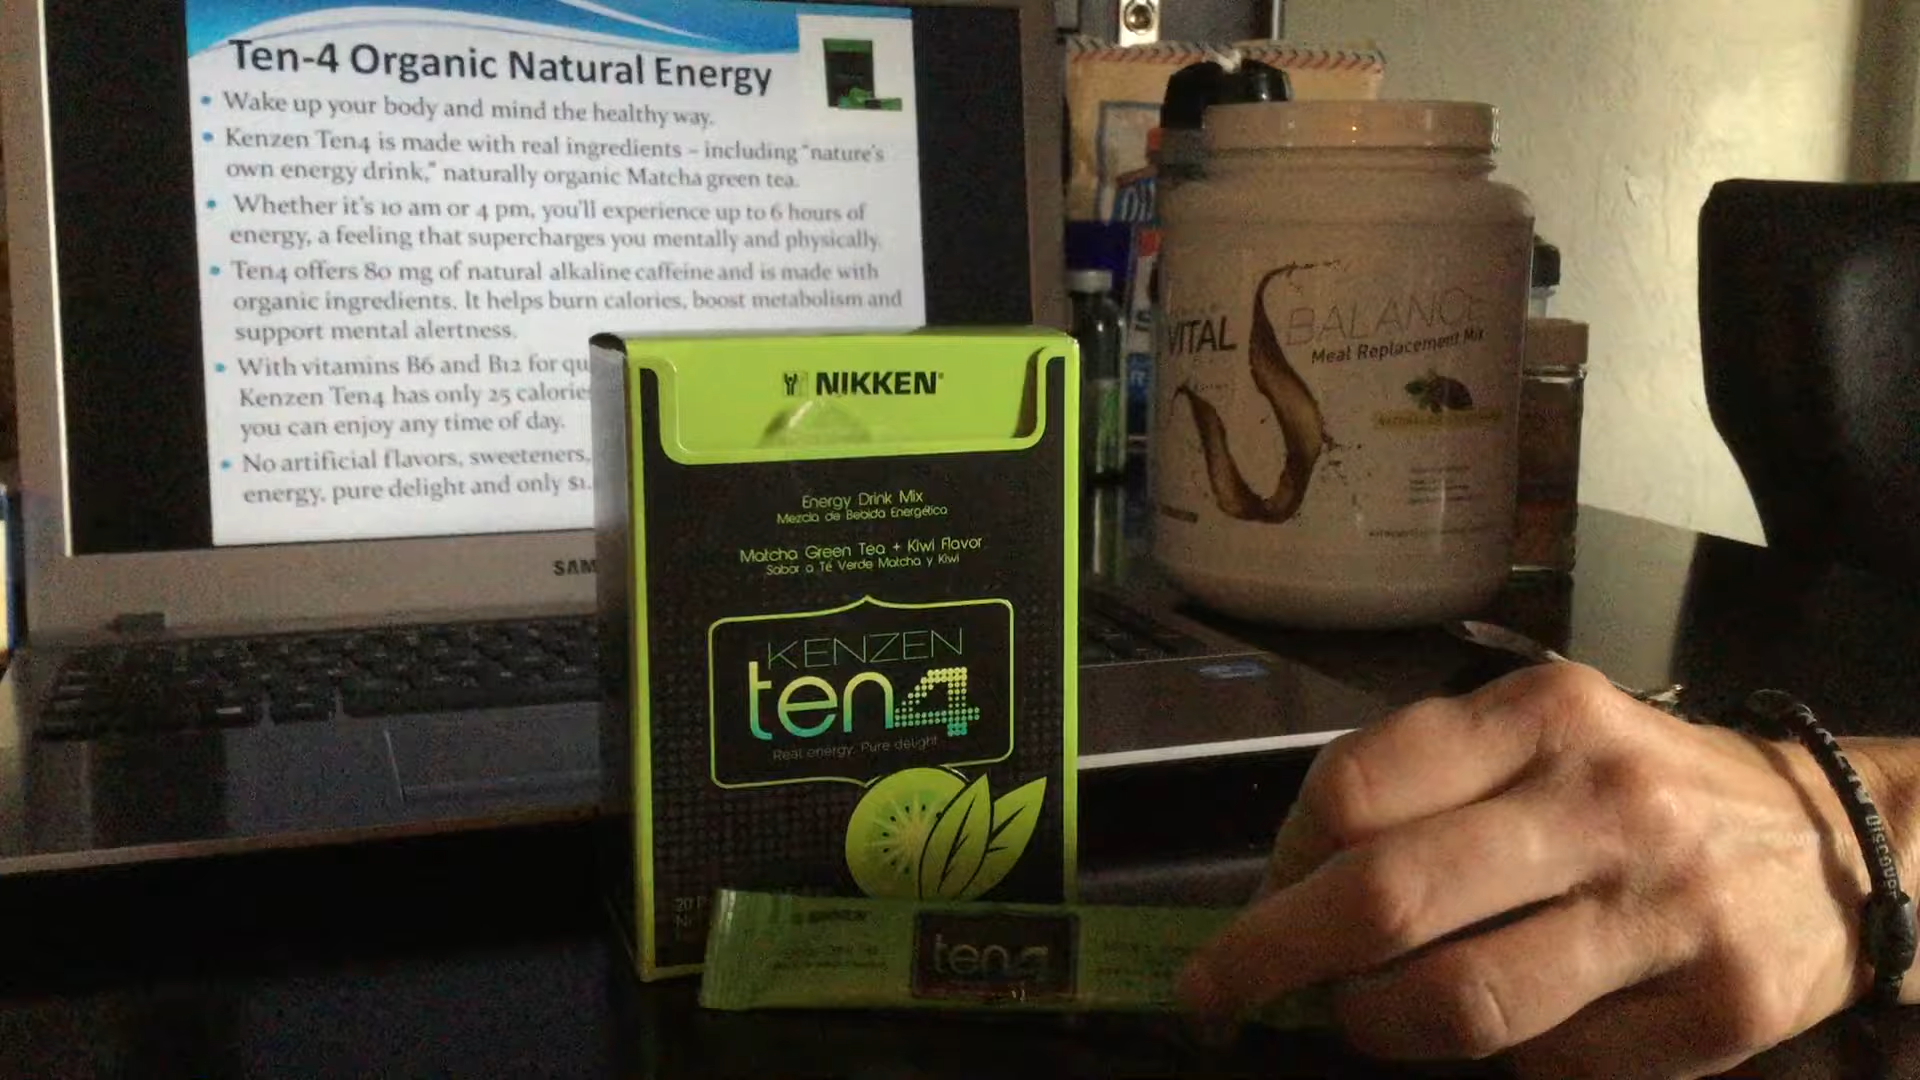 Ten-4 Organic Natural Energy
• Wake up your body and mind the healthy way.
• Kenzen Ten4 is made with real ingredients – including "nature's
own energy drink," naturally organic Matcha green tea.
• Whether it's 10 am or 4 pm, you'll experience up to 6 hours of
energy, a feeling that supercharges you mentally and physically.
• Ten4 offers 80 mg of natural alkaline caffeine and is made with
organic ingredients. It helps burn calories, boost metabolism and
support mental alertness.
• With vitamins B6 and B12 for qu
Kenzen Ten4 has only 25 calorie
you can enjoy any time of day.
• No artificial flavors, sweeteners,
energy, pure delight and only $1.
SAM
NIKKEN®
Energy Drink Mix
Mezcla de Bebida Energética
Matcha Green Tea + Kiwi Flavor
Sabor a Té Verde Matcha y Kiwi
KENZEN
ten4
Real energy. Pure delight.
20 P
ten4
VITAL BALANCE
Meal Replacement Mix
Discovery